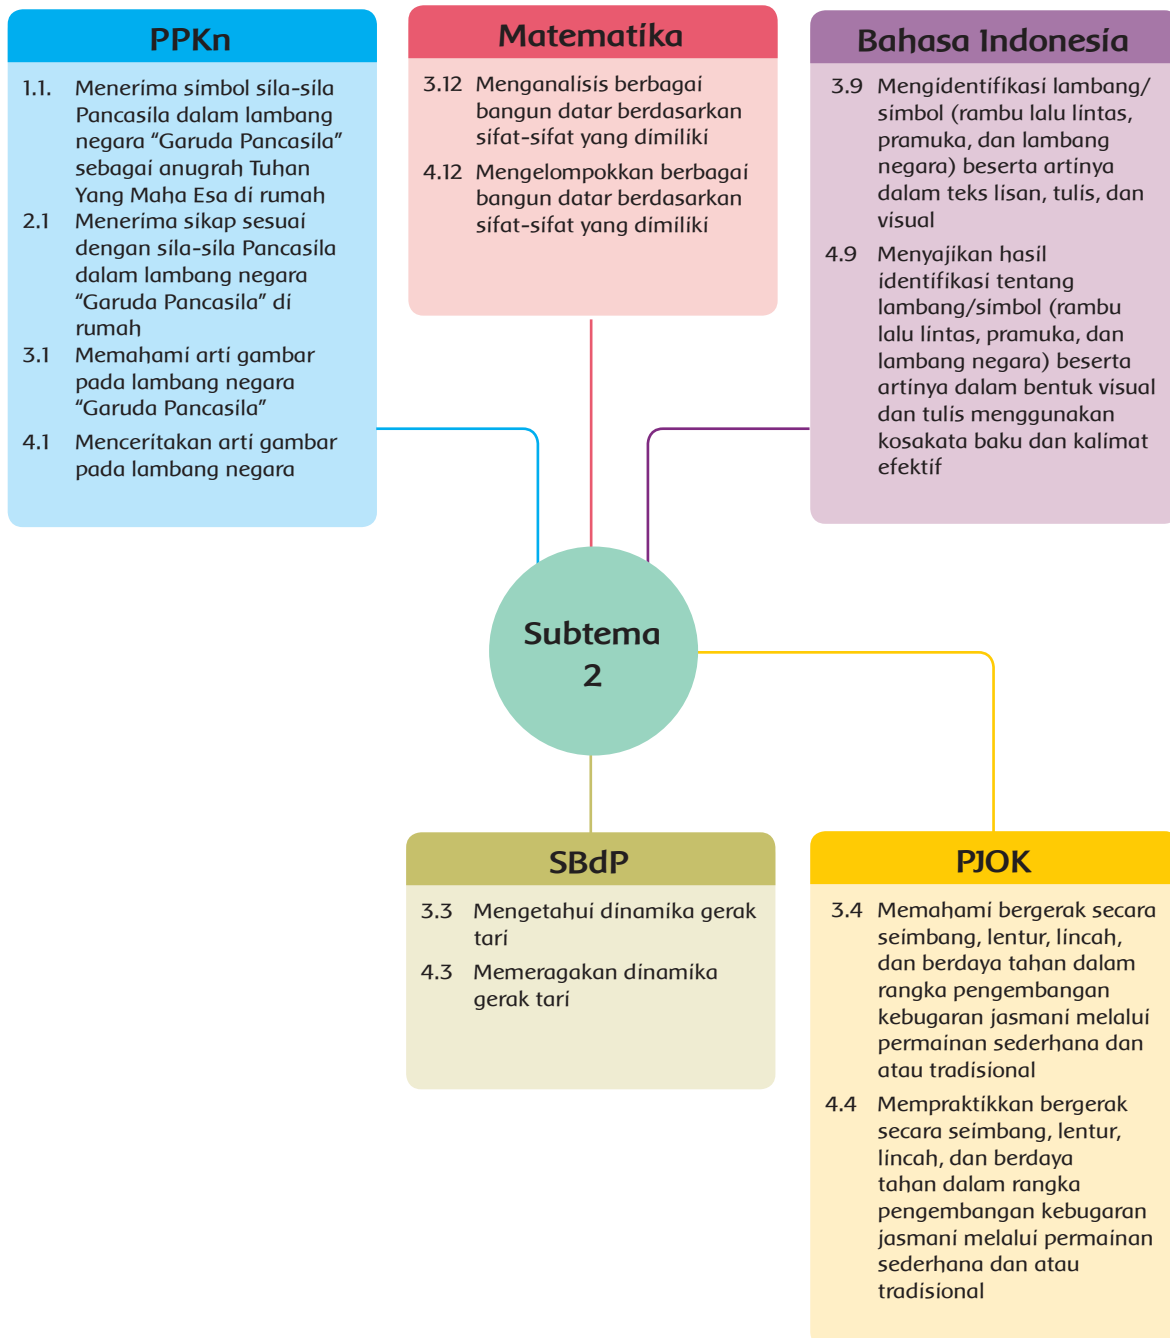 PPKn
1.1. Menerima simbol sila-sila
Pancasila dalam lambang
negara “Garuda Pancasila”
sebagai anugrah Tuhan
Yang Maha Esa di rumah
2.1 Menerima sikap sesuai
dengan sila-sila Pancasila
dalam lambang negara
“Garuda Pancasila” di
rumah
3.1 Memahami arti gambar
pada lambang negara
“Garuda Pancasila”
4.1 Menceritakan arti gambar
pada lambang negara
Matematika
3.12 Menganalisis berbagai
bangun datar berdasarkan
sifat-sifat yang dimiliki
4.12 Mengelompokkan berbagai
bangun datar berdasarkan
sifat-sifat yang dimiliki
Bahasa Indonesia
3.9 Mengidentifikasi lambang/
simbol (rambu lalu lintas,
pramuka, dan lambang
negara) beserta artinya
dalam teks lisan, tulis, dan
visual
4.9 Menyajikan hasil
identifikasi tentang
lambang/simbol (rambu
lalu lintas, pramuka, dan
lambang negara) beserta
artinya dalam bentuk visual
dan tulis menggunakan
kosakata baku dan kalimat
efektif
Subtema
2
SBdP
3.3 Mengetahui dinamika gerak
tari
4.3 Memeragakan dinamika
gerak tari
PJOK
3.4 Memahami bergerak secara
seimbang, lentur, lincah,
dan berdaya tahan dalam
rangka pengembangan
kebugaran jasmani melalui
permainan sederhana dan
atau tradisional
4.4 Mempraktikkan bergerak
secara seimbang, lentur,
lincah, dan berdaya
tahan dalam rangka
pengembangan kebugaran
jasmani melalui permainan
sederhana dan atau
tradisional